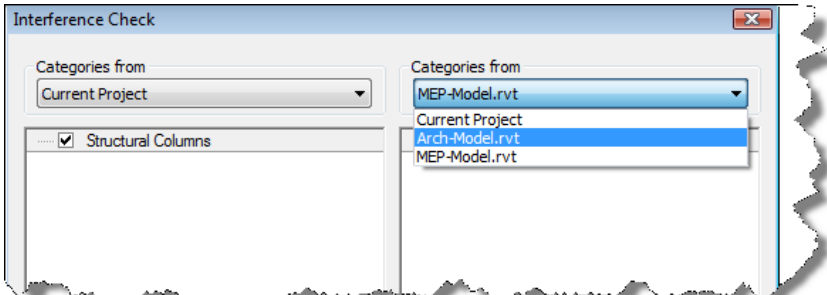 Interference Check
Categories from
Categories from
Current Project
MEP-Model.rvt
Current Project
Structural Columns
Arch-Model.rvt
MEP-Model.rvt